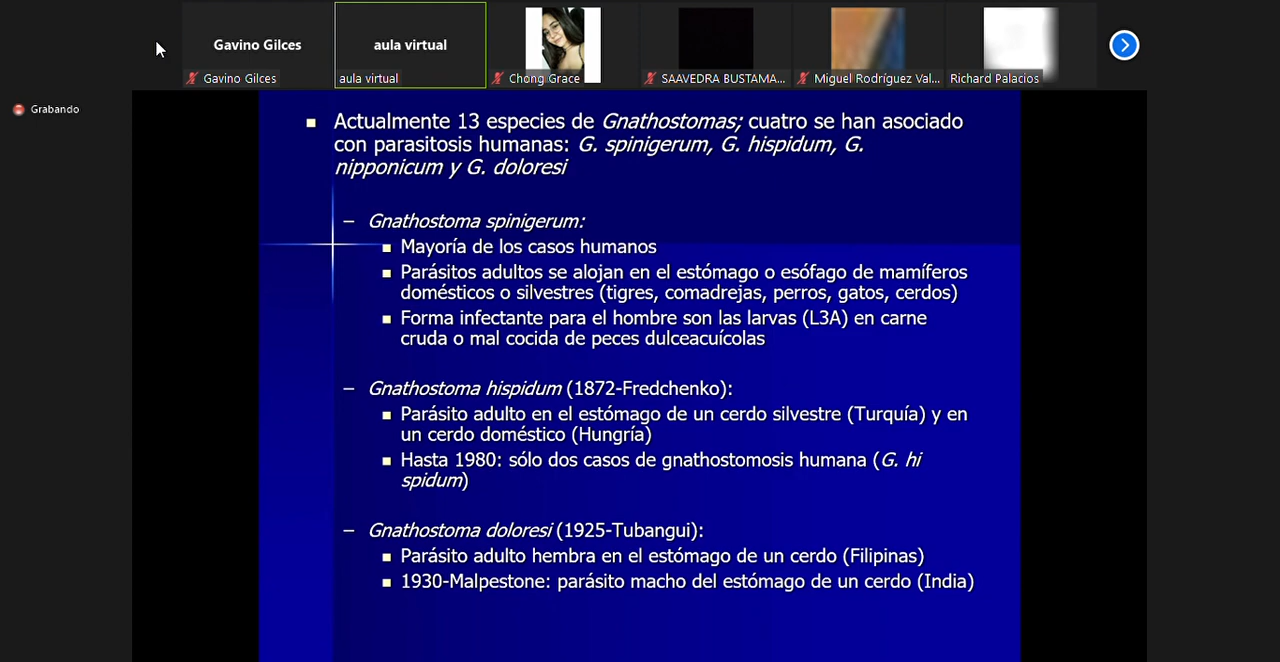 Gavino Gilces
aula virtual
Gavino Gilces
aula virtual
Chong Grace
SAAVEDRA BUSTAMA...
Miguel Rodríguez Val...
Richard Palacios
Grabando
Actualmente 13 especies de Gnathostomas; cuatro se han asociado
con parasitosis humanas: G. spinigerum, G. hispidum, G.
nipponicum y G. doloresi
– Gnathostoma spinigerum:
Mayoría de los casos humanos
Parásitos adultos se alojan en el estómago o esófago de mamíferos
domésticos o silvestres (tigres, comadrejas, perros, gatos, cerdos)
Forma infectante para el hombre son las larvas (L3A) en carne
cruda o mal cocida de peces dulceacuícolas
– Gnathostoma hispidum (1872-Fredchenko):
Parásito adulto en el estómago de un cerdo silvestre (Turquía) y en
un cerdo doméstico (Hungría)
Hasta 1980: sólo dos casos de gnathostomosis humana (G. hi
spidum)
– Gnathostoma doloresi (1925-Tubangui):
Parásito adulto hembra en el estómago de un cerdo (Filipinas)
1930-Malpestone: parásito macho del estómago de un cerdo (India)